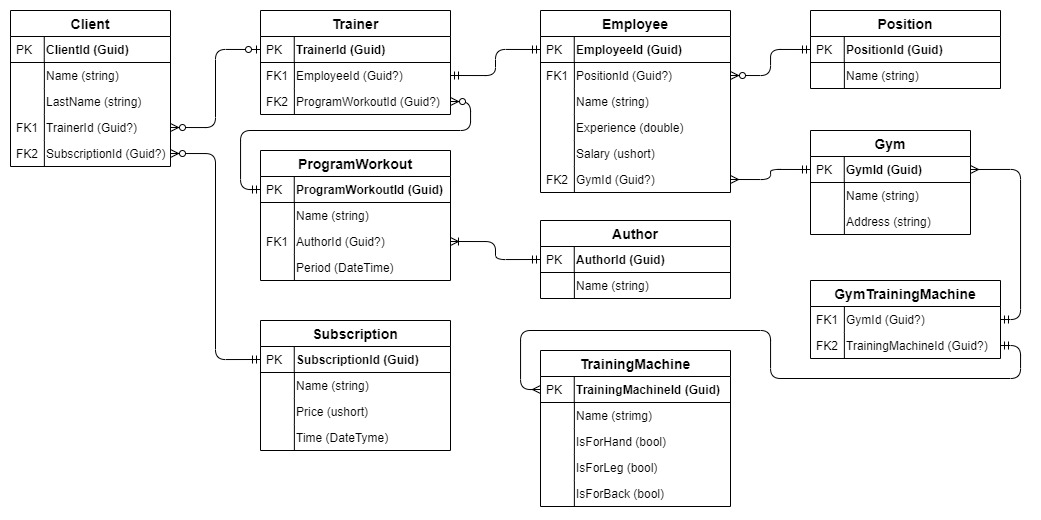 Client
PK ClientId (Guid)
Name (string)
LastName (string)
FK1 TrainerId (Guid?)
FK2 SubscriptionId (Guid?)
Trainer
PK TrainerId (Guid)
FK1 EmployeeId (Guid?)
FK2 ProgramWorkoutId (Guid?)
Employee
PK EmployeeId (Guid)
FK1 PositionId (Guid?)
Name (string)
Experience (double)
Salary (ushort)
FK2 GymId (Guid?)
Position
PK PositionId (Guid)
Name (string)
Gym
PK GymId (Guid)
Name (string)
Address (string)
ProgramWorkout
PK ProgramWorkoutId (Guid)
Name (string)
FK1 AuthorId (Guid?)
Period (DateTime)
Author
PK AuthorId (Guid)
Name (string)
GymTrainingMachine
FK1 GymId (Guid?)
FK2 TrainingMachineId (Guid?)
Subscription
PK SubscriptionId (Guid)
Name (string)
Price (ushort)
Time (DateTyme)
TrainingMachine
PK TrainingMachineId (Guid)
Name (strimg)
IsForHand (bool)
IsForLeg (bool)
IsForBack (bool)